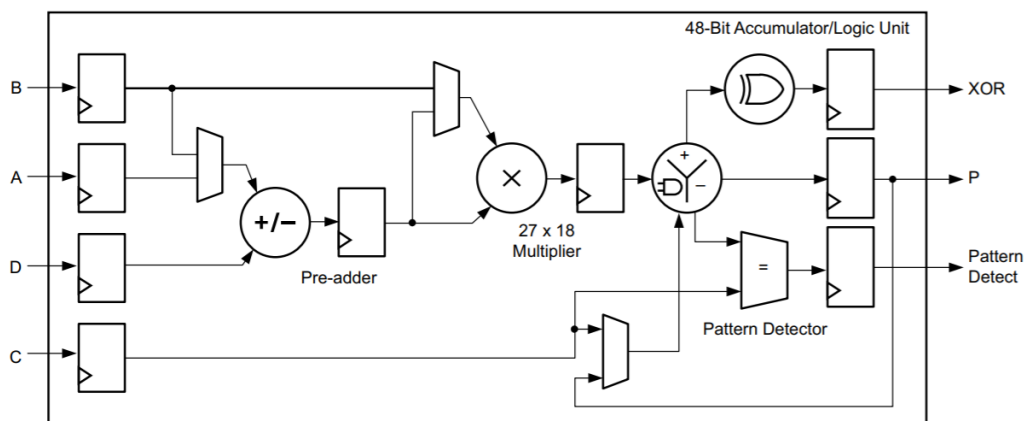 48-Bit Accumulator/Logic Unit
B
XOR
A
+
−
P
×
+/−
27 x 18
Multiplier
D
Pre-adder
=
Pattern
Detect
Pattern Detector
C